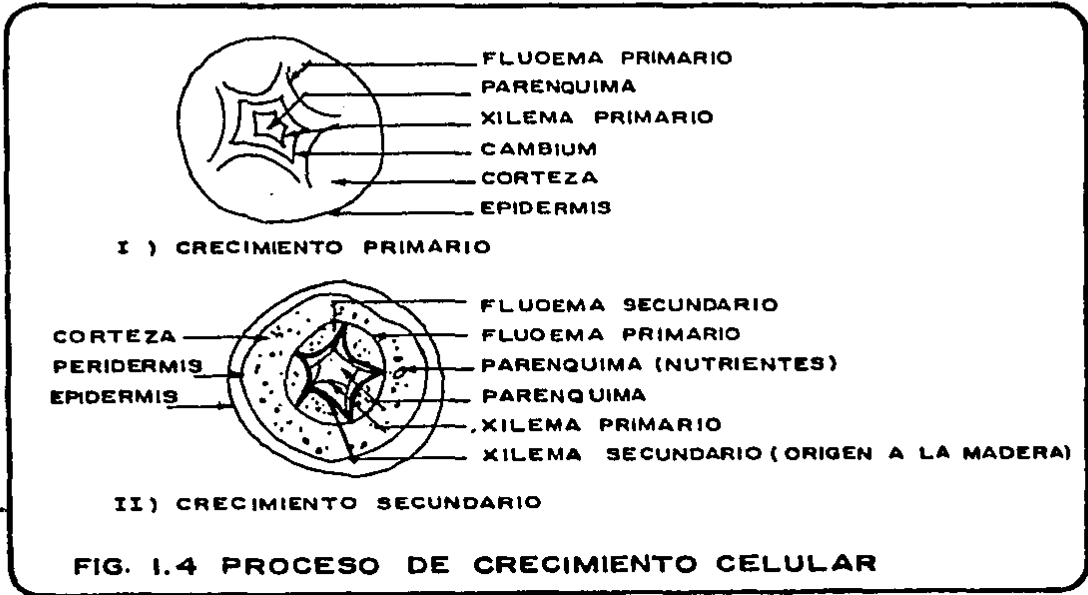 FLUOEMA PRIMARIO
PARENQUIMA
XILEMA PRIMARIO
CAMBIUM
CORTEZA
EPIDERMIS
I ) CRECIMIENTO PRIMARIO
CORTEZA
PERIDERMIS
EPIDERMIS
FLUOEMA SECUNDARIO
FLUOEMA PRIMARIO
PARENQUIMA (NUTRIENTES)
PARENQUIMA
XILEMA PRIMARIO
XILEMA SECUNDARIO (ORIGEN A LA MADERA)
II) CRECIMIENTO SECUNDARIO
FIG. 1.4 PROCESO DE CRECIMIENTO CELULAR